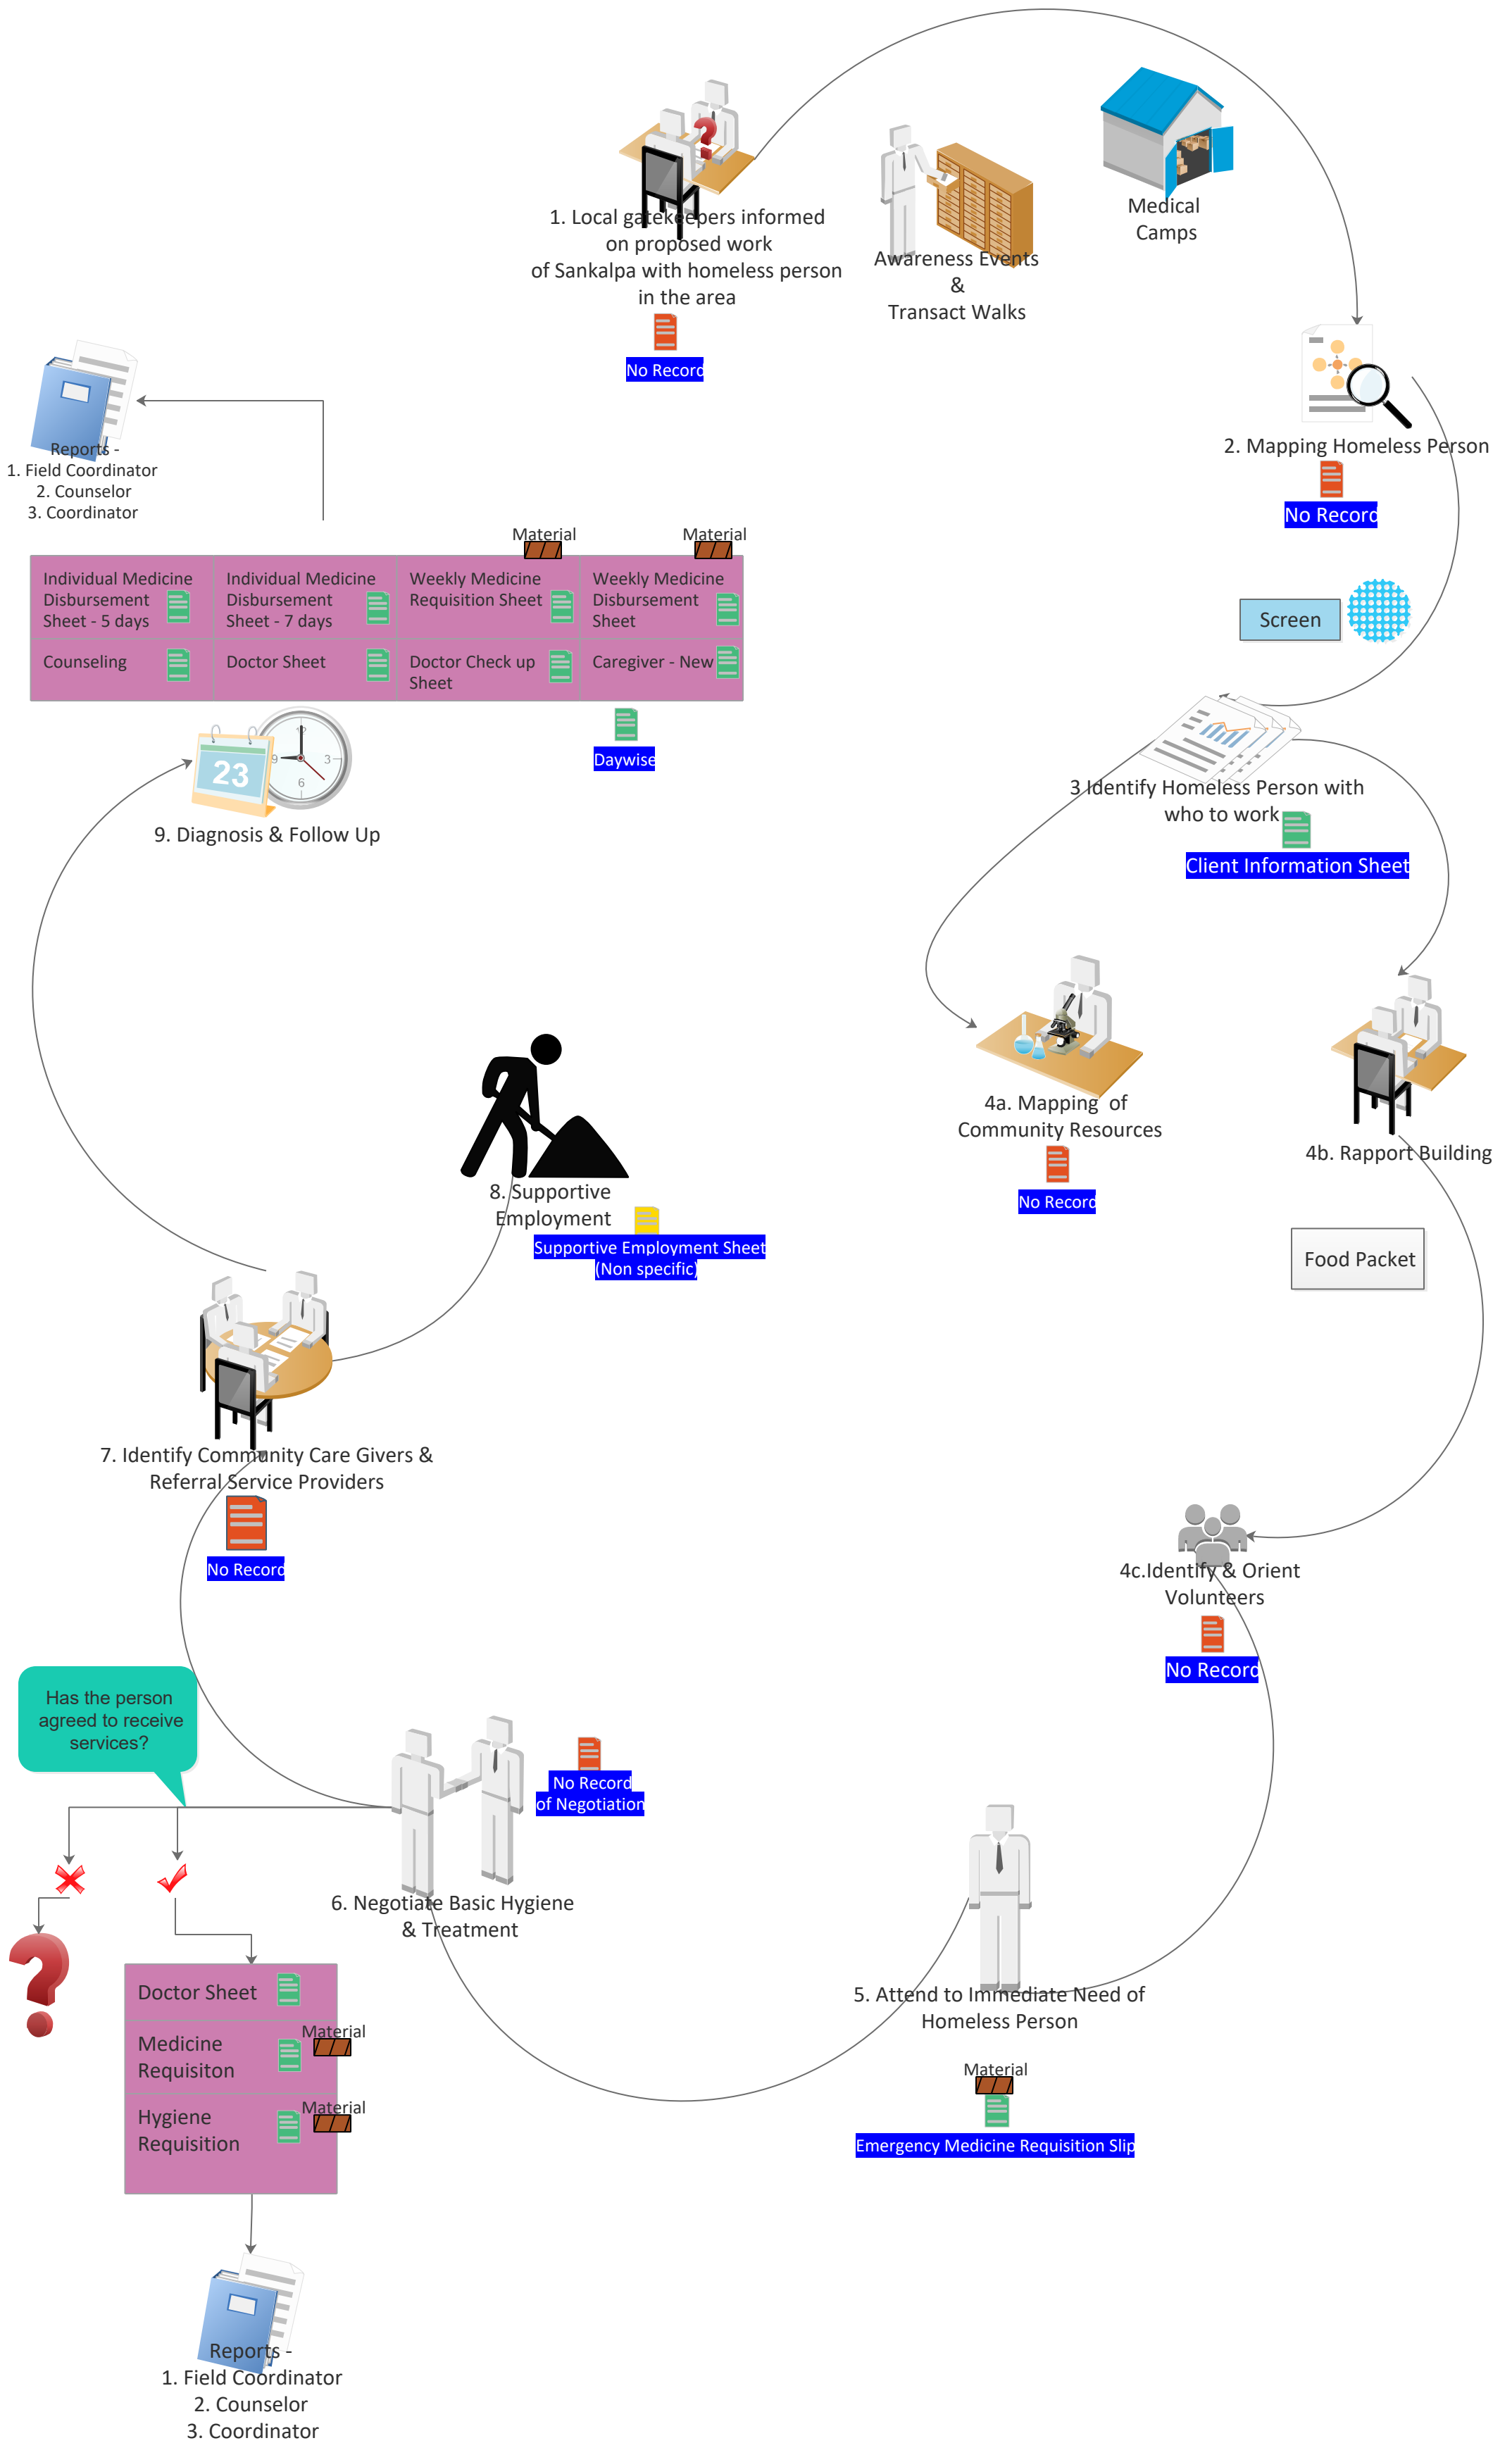 1. Local gatekeepers informed
on proposed work
of Sankalpa with homeless person
in the area
No Record
Awareness Events
&
Transact Walks
Medical
Camps
2. Mapping Homeless Person
No Record
Screen
3 Identify Homeless Person with
who to work
Client Information Sheet
4a. Mapping of
Community Resources
No Record
4b. Rapport Building
Food Packet
4c.Identify & Orient
Volunteers
No Record
5. Attend to Immediate Need of
Homeless Person
Material
Emergency Medicine Requisition Slip
6. Negotiate Basic Hygiene
& Treatment
No Record
of Negotiation
Has the person
agreed to receive
services?
Doctor Sheet
Medicine
Requisiton
Material
Hygiene
Requisition
Material
Reports -
1. Field Coordinator
2. Counselor
3. Coordinator
7. Identify Community Care Givers &
Referral Service Providers
No Record
8. Supportive
Employment
Supportive Employment Sheet
(Non specific)
9. Diagnosis & Follow Up
23
12
3
6
9
Daywise
Material
Material
Individual Medicine
Disbursement
Sheet - 5 days
Individual Medicine
Disbursement
Sheet - 7 days
Weekly Medicine
Requisition Sheet
Weekly Medicine
Disbursement
Sheet
Counseling
Doctor Sheet
Doctor Check up
Sheet
Caregiver - New
Reports -
1. Field Coordinator
2. Counselor
3. Coordinator